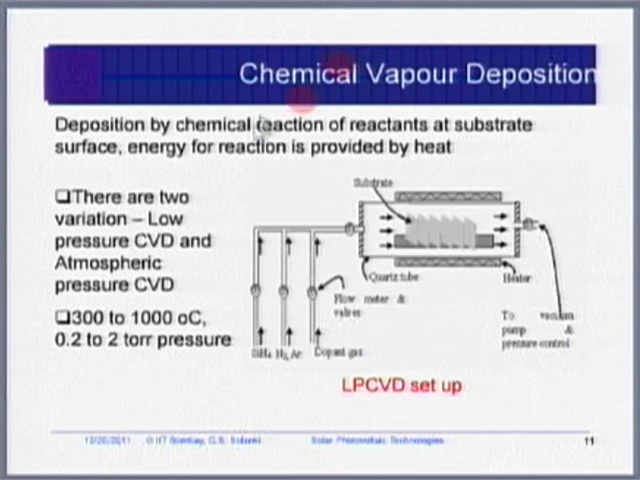 Chemical Vapour Deposition
Deposition by chemical reaction of reactants at substrate
surface, energy for reaction is provided by heat
❑There are two
variation – Low
pressure CVD and
Atmospheric
pressure CVD
❑300 to 1000 oC,
0.2 to 2 torr pressure
Substrate
Quartz tube
Heater
Flow meter &
valves
To vacuum
pump &
pressure control
SiH₄ H₂, Ar Dopant gas
LPCVD set up
12/20/2011 © IIT Bombay, C.S. Solanki Solar Photovoltaic Technologies 11